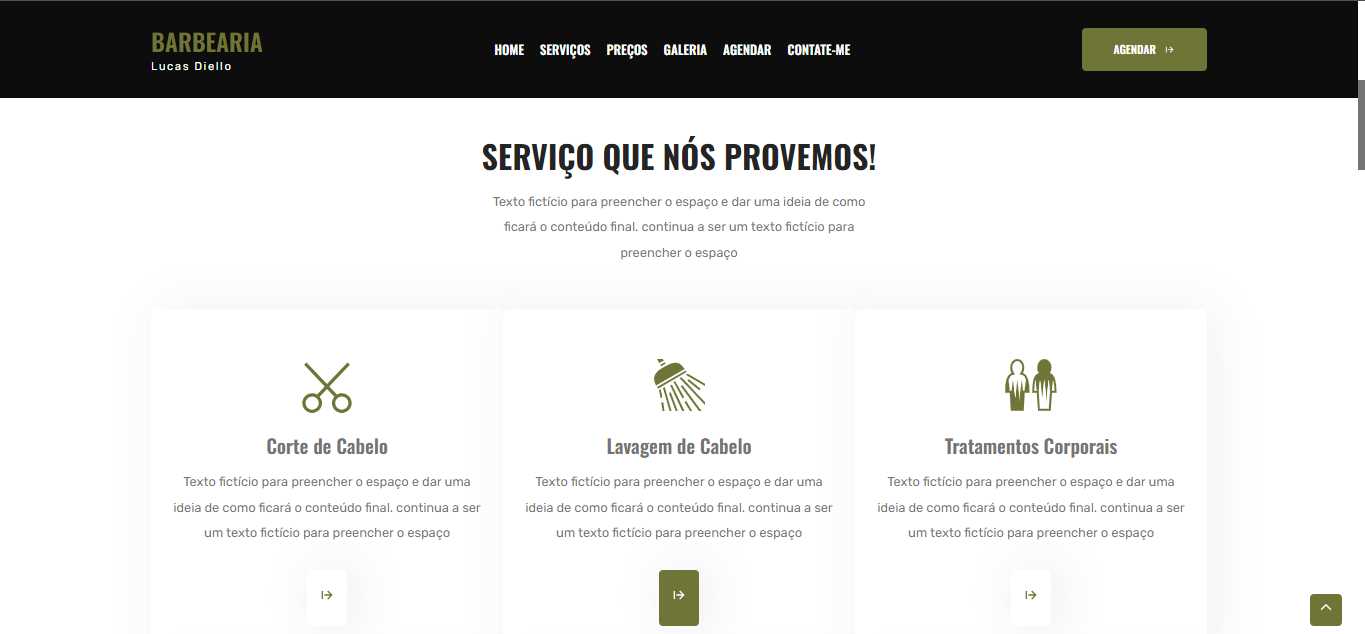 BARBEARIA
Lucas Diello
HOME SERVIÇOS PREÇOS GALERIA AGENDAR CONTATE-ME
AGENDAR
SERVIÇO QUE NÓS PROVEMOS!
Texto fictício para preencher o espaço e dar uma ideia de como
ficará o conteúdo final. continua a ser um texto fictício para
preencher o espaço
Corte de Cabelo
Texto fictício para preencher o espaço e dar uma
ideia de como ficará o conteúdo final. continua a ser
um texto fictício para preencher o espaço
Lavagem de Cabelo
Texto fictício para preencher o espaço e dar uma
ideia de como ficará o conteúdo final. continua a ser
um texto fictício para preencher o espaço
Tratamentos Corporais
Texto fictício para preencher o espaço e dar uma
ideia de como ficará o conteúdo final. continua a ser
um texto fictício para preencher o espaço